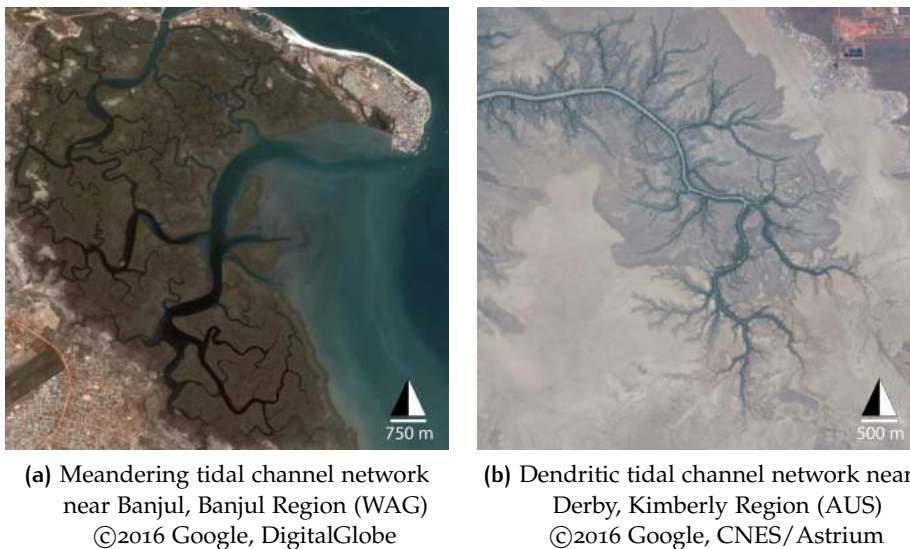 750 m
500 m
(a) Meandering tidal channel network
near Banjul, Banjul Region (WAG)
©2016 Google, DigitalGlobe
(b) Dendritic tidal channel network near
Derby, Kimberly Region (AUS)
©2016 Google, CNES/Astrium